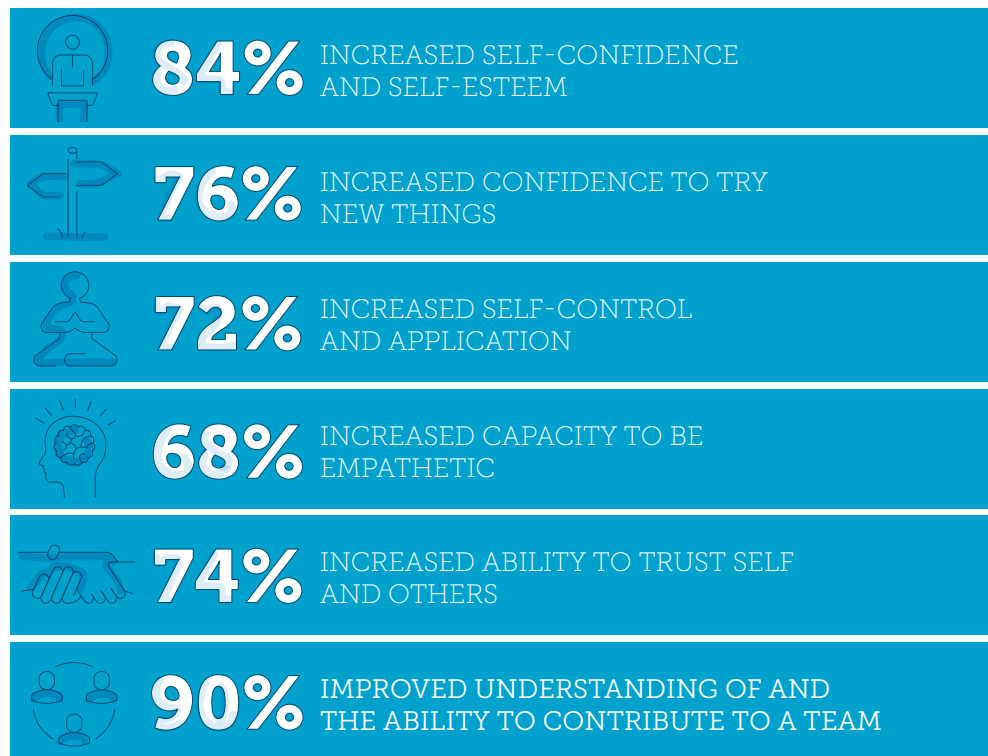 84% INCREASED SELF-CONFIDENCE
AND SELF-ESTEEM
76% INCREASED CONFIDENCE TO TRY
NEW THINGS
72% INCREASED SELF-CONTROL
AND APPLICATION
68% INCREASED CAPACITY TO BE
EMPATHETIC
74% INCREASED ABILITY TO TRUST SELF
AND OTHERS
90% IMPROVED UNDERSTANDING OF AND
THE ABILITY TO CONTRIBUTE TO A TEAM